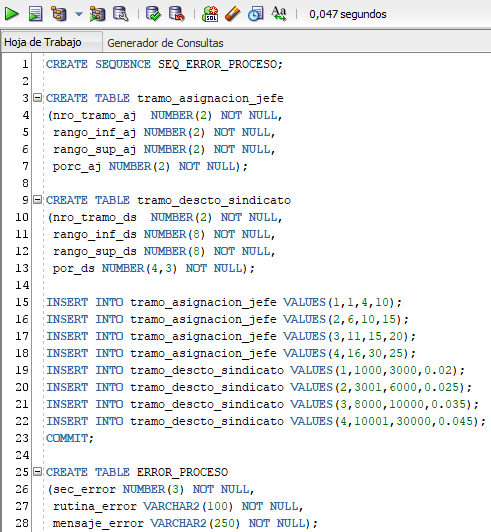 0,047 segundos
Hoja de Trabajo Generador de Consultas
1 CREATE SEQUENCE SEQ_ERROR_PROCESO;
2
3 CREATE TABLE tramo_asignacion_jefe
4 (nro_tramo_aj  NUMBER(2) NOT NULL,
5  rango_inf_aj NUMBER(2) NOT NULL,
6  rango_sup_aj NUMBER(2) NOT NULL,
7  porc_aj NUMBER(2) NOT NULL);
8
9 CREATE TABLE tramo_descto_sindicato
10 (nro_tramo_ds  NUMBER(2) NOT NULL,
11  rango_inf_ds NUMBER(8) NOT NULL,
12  rango_sup_ds NUMBER(8) NOT NULL,
13  por_ds NUMBER(4,3) NOT NULL);
14
15 INSERT INTO tramo_asignacion_jefe VALUES(1,1,4,10);
16 INSERT INTO tramo_asignacion_jefe VALUES(2,6,10,15);
17 INSERT INTO tramo_asignacion_jefe VALUES(3,11,15,20);
18 INSERT INTO tramo_asignacion_jefe VALUES(4,16,30,25);
19 INSERT INTO tramo_descto_sindicato VALUES(1,1000,3000,0.02);
20 INSERT INTO tramo_descto_sindicato VALUES(2,3001,6000,0.025);
21 INSERT INTO tramo_descto_sindicato VALUES(3,8000,10000,0.035);
22 INSERT INTO tramo_descto_sindicato VALUES(4,10001,30000,0.045);
23 COMMIT;
24
25 CREATE TABLE ERROR_PROCESO
26 (sec_error NUMBER(3) NOT NULL,
27  rutina_error VARCHAR2(100) NOT NULL,
28  mensaje_error VARCHAR2(250) NOT NULL);